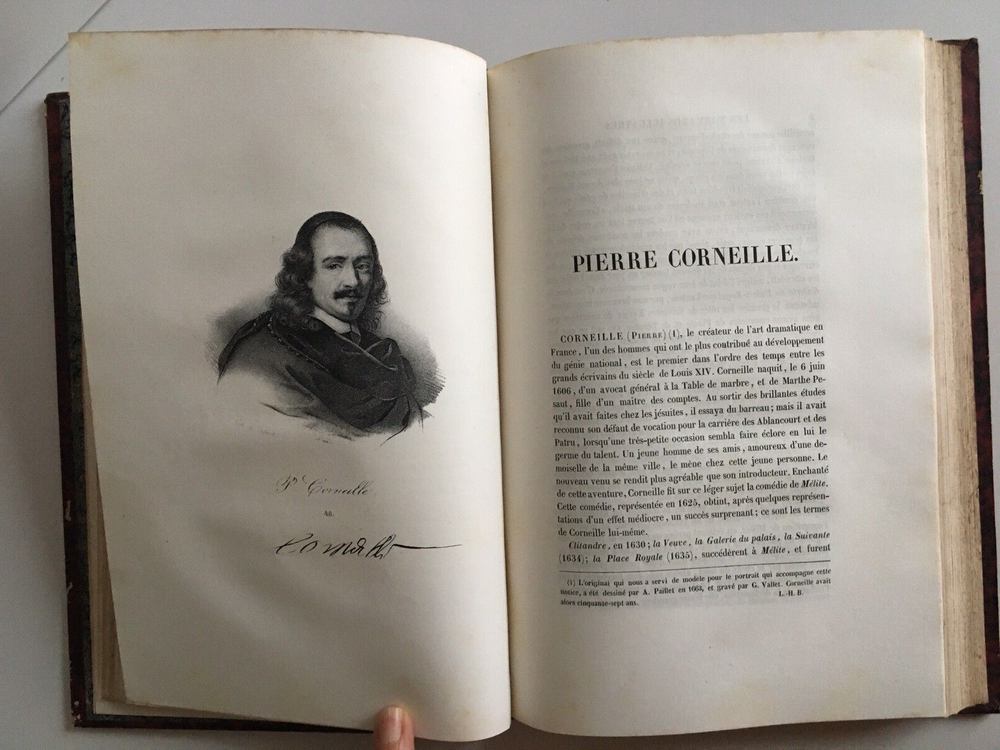 Pre Corneille
48.
Corneille
PIERRE CORNEILLE.
CORNEILLE (PIERRE) (1), le créateur de l'art dramatique en
France, l'un des hommes qui ont le plus contribué au développement
du génie national, est le premier dans l'ordre des temps entre les
grands écrivains du siècle de Louis XIV. Corneille naquit, le 6 juin
1606, d'un avocat général à la Table de marbre, et de Marthe Pe-
saut, fille d'un maître des comptes. Au sortir des brillantes études
qu'il avait faites chez les jésuites, il essaya du barreau; mais il avait
reconnu son défaut de vocation pour la carrière des Ablancourt et des
Patru, lorsqu'une très-petite occasion sembla faire éclore en lui le
germe du talent. Un jeune homme de ses amis, amoureux d'une de-
moiselle de la même ville, le mène chez cette jeune personne. Le
nouveau venu se rendit plus agréable que son introducteur. Enchanté
de cette aventure, Corneille fit sur ce léger sujet la comédie de Mélite.
Cette comédie, représentée en 1625, obtint, après quelques représen-
tations d'un effet médiocre, un succès surprenant; ce sont les termes
de Corneille lui-même.
Clitandre, en 1630; la Veuve, la Galerie du palais, la Suivante
(1634); la Place Royale (1635), succédèrent à Mélite, et furent
(1) L'original qui nous a servi de modèle pour le portrait qui accompagne cette
notice, a été dessiné par A. Paillet en 1663, et gravé par G. Vallet. Corneille avait
alors cinquante-sept ans. L.-H. B.